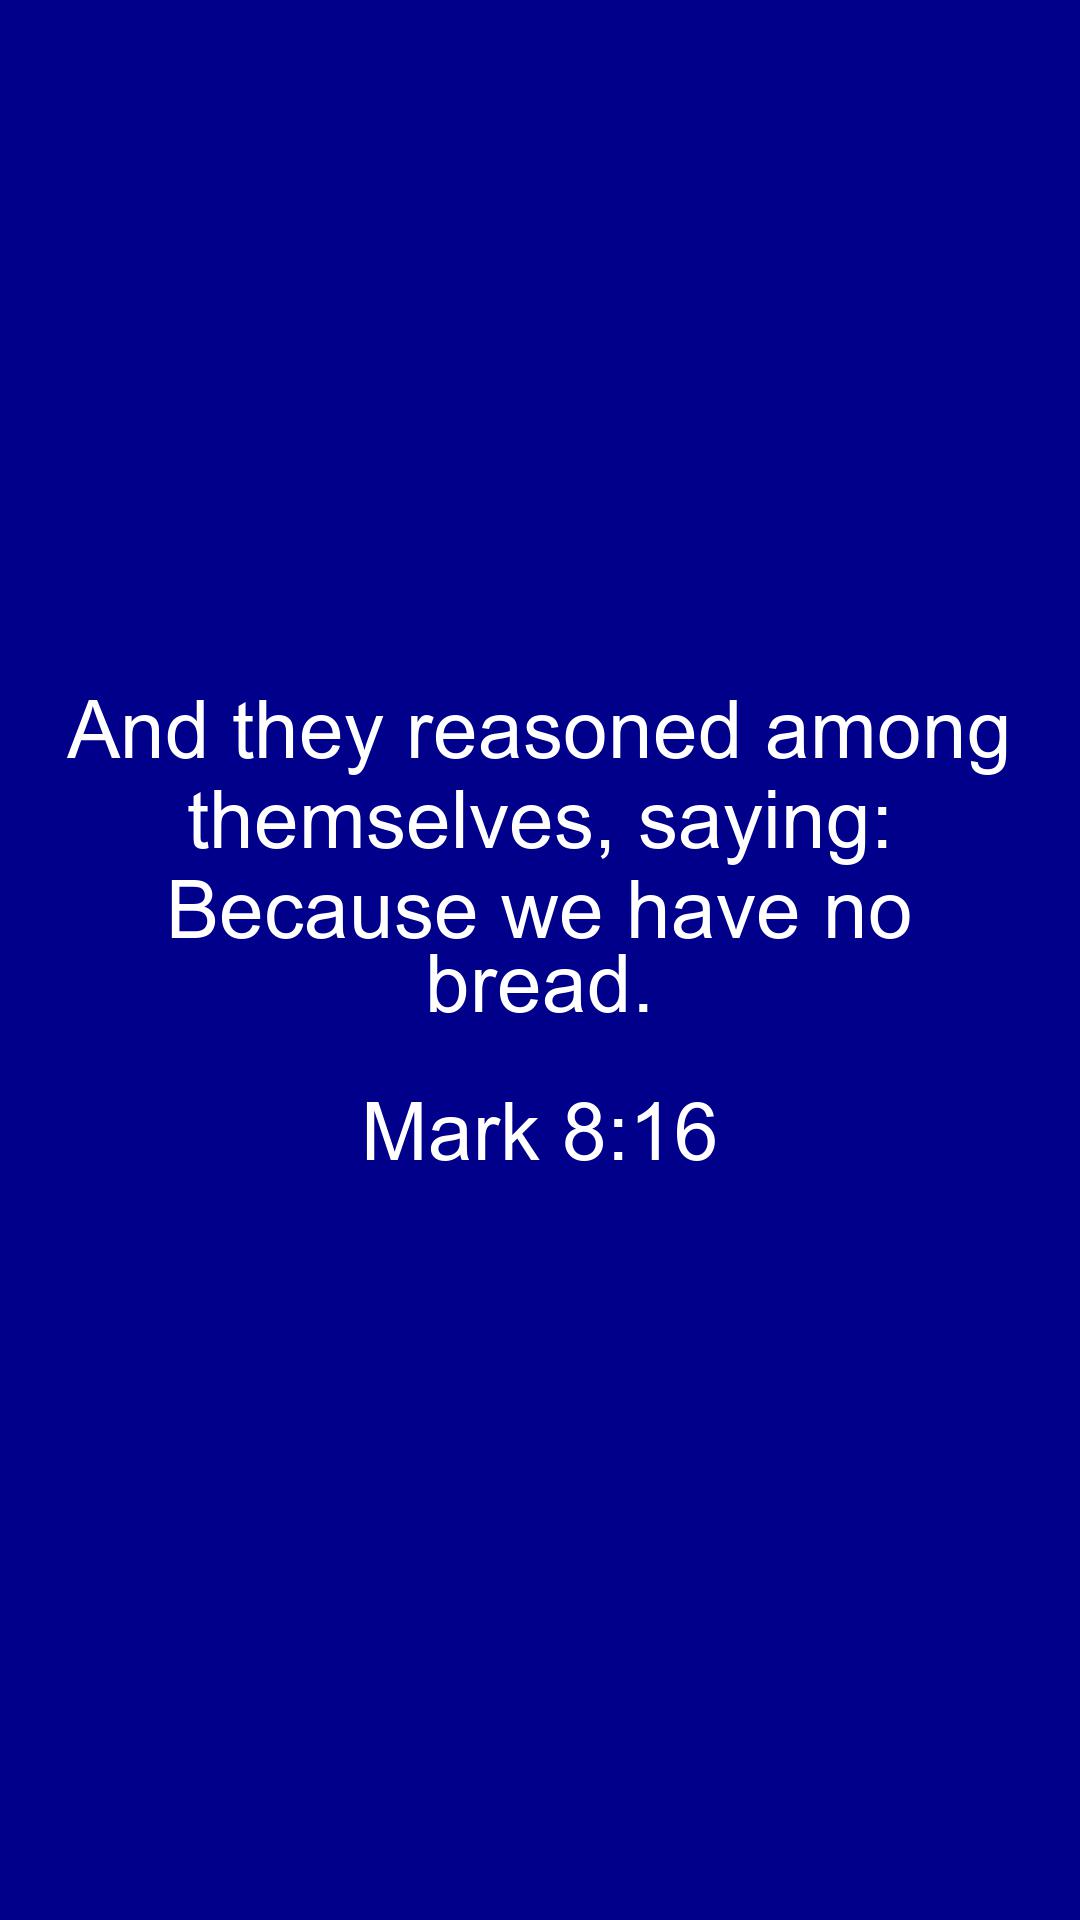 And they reasoned among
themselves, saying:
Because we have no
bread.
Mark 8:16